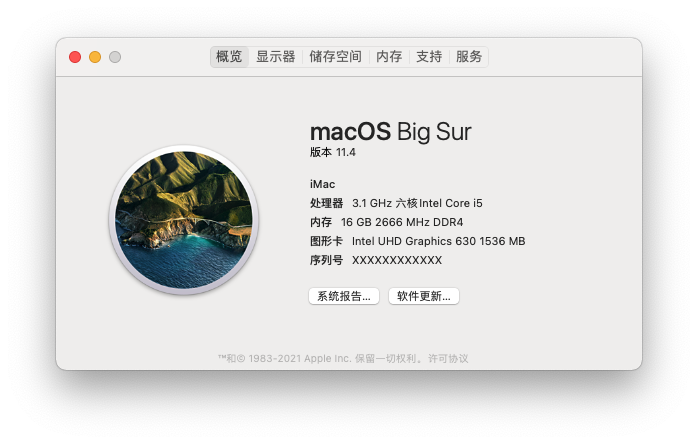 概览 显示器 储存空间 内存 支持 服务
macOS Big Sur
版本 11.4
iMac
处理器 3.1 GHz 六核Intel Core i5
内存 16 GB 2666 MHz DDR4
图形卡 Intel UHD Graphics 630 1536 MB
序列号 XXXXXXXXXXXX
系统报告... 软件更新...
™和© 1983-2021 Apple Inc. 保留一切权利。许可协议